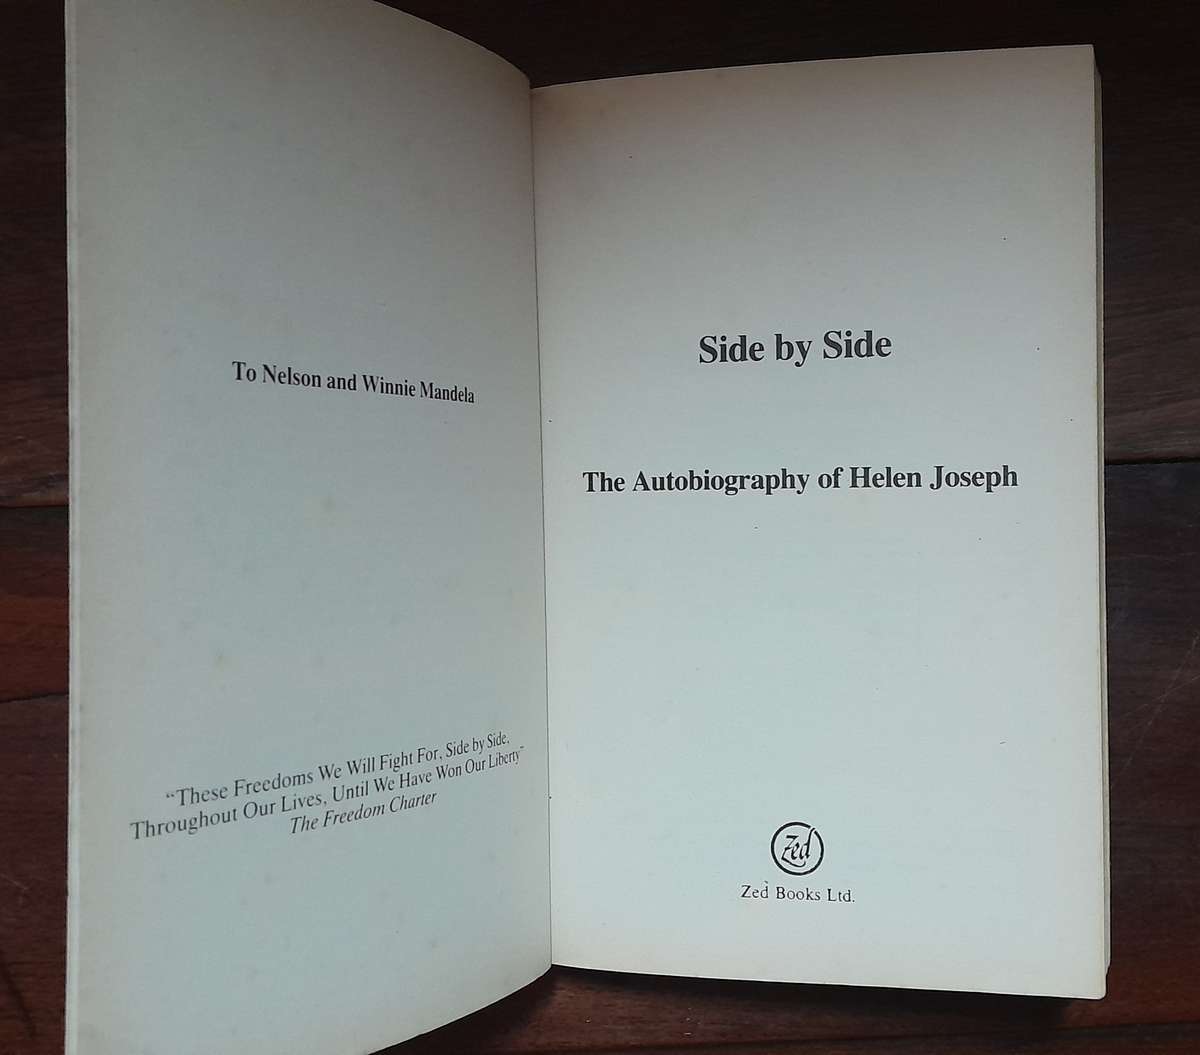 To Nelson and Winnie Mandela
“These Freedoms We Will Fight For, Side by Side,
Throughout Our Lives, Until We Have Won Our Liberty”
The Freedom Charter
Side by Side
The Autobiography of Helen Joseph
Zed
Zed Books Ltd.